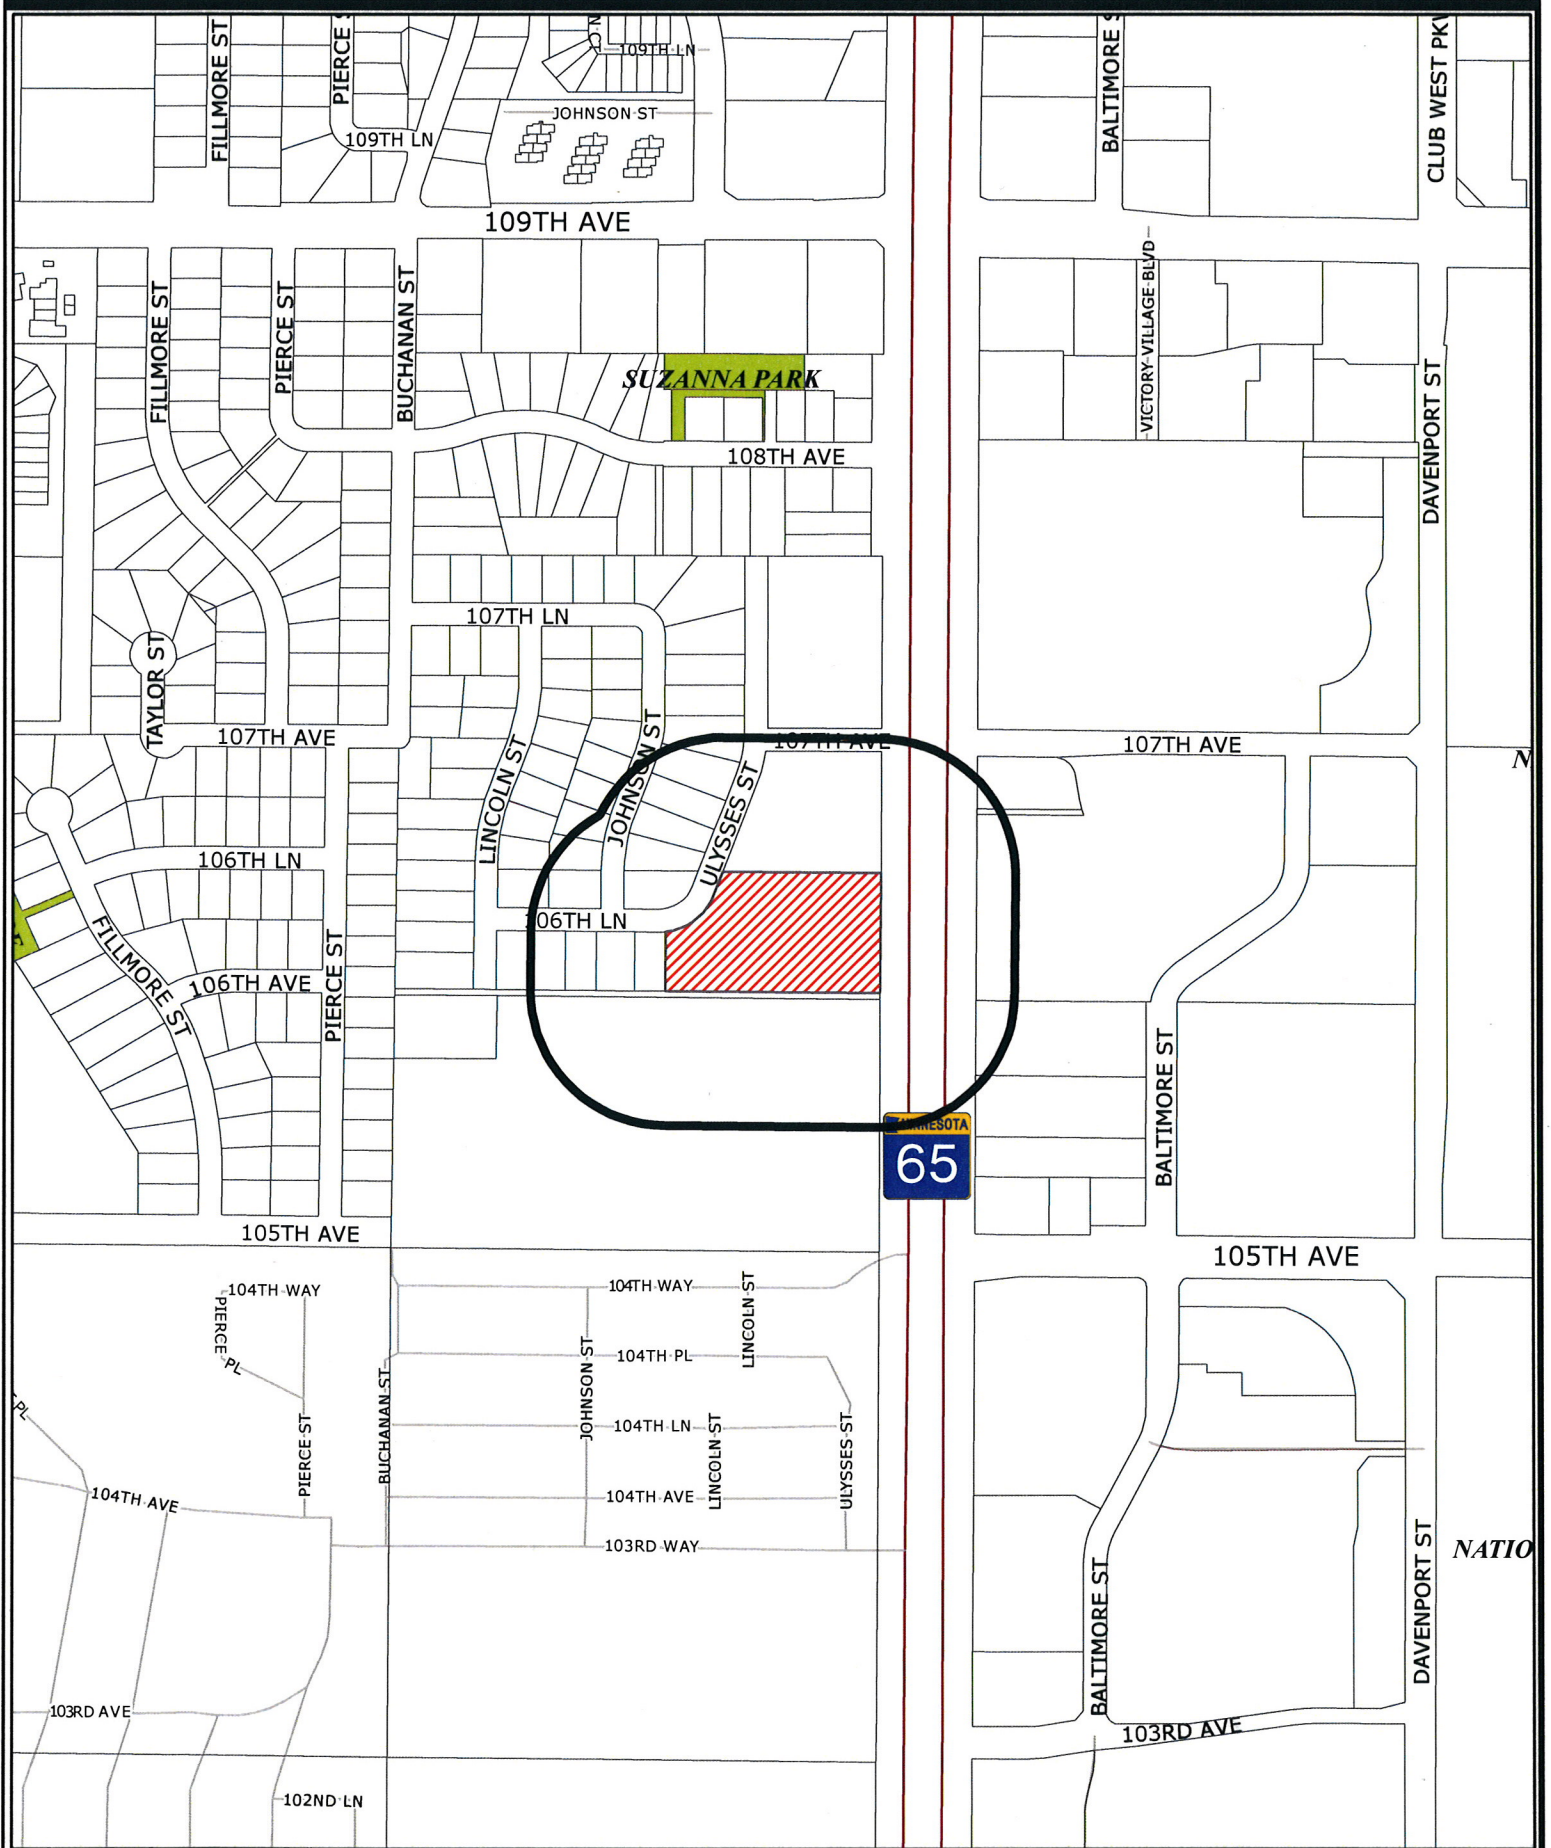 FILLMORE ST
PIERCE S
N CT
109TH LN
BALTIMORE S
CLUB WEST PK
JOHNSON ST
109TH LN
109TH AVE
VICTORY VILLAGE BLVD
FILLMORE ST
PIERCE ST
BUCHANAN ST
SUZANNA PARK
DAVENPORT ST
108TH AVE
107TH LN
TAYLOR ST
107TH AVE
107TH AVE
107TH AVE
N
LINCOLN ST
JOHNSON ST
ULYSSES ST
106TH LN
106TH LN
FILLMORE ST
106TH AVE
PIERCE ST
BALTIMORE ST
MINNESOTA
65
105TH AVE
105TH AVE
104TH WAY
PIERCE PL
104TH WAY
LINCOLN ST
104TH PL
JOHNSON ST
BUCHANAN ST
PL
PIERCE ST
104TH LN
LINCOLN ST
ULYSSES ST
104TH AVE
104TH AVE
103RD WAY
NATIO
DAVENPORT ST
BALTIMORE ST
103RD AVE
103RD AVE
102ND LN